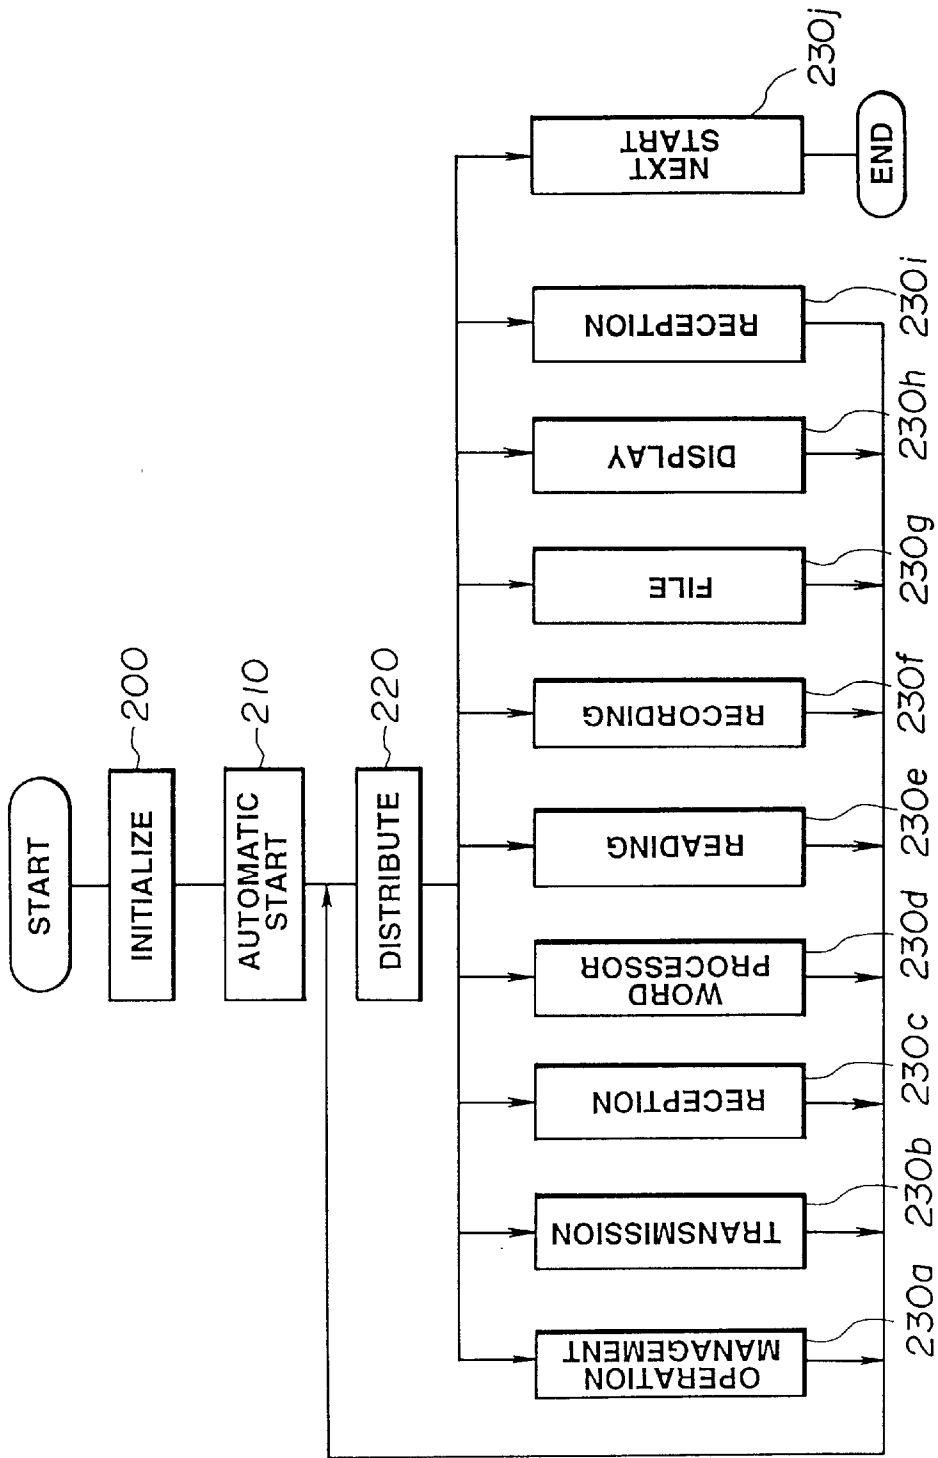 START
INITIALIZE
200
AUTOMATIC
START
210
DISTRIBUTE
220
OPERATION
MANAGEMENT
230a
TRANSMISSION
230b
RECEPTION
230c
WORD
PROCESSOR
230d
READING
230e
RECORDING
230f
FILE
230g
DISPLAY
230h
RECEPTION
230i
NEXT
START
230j
END